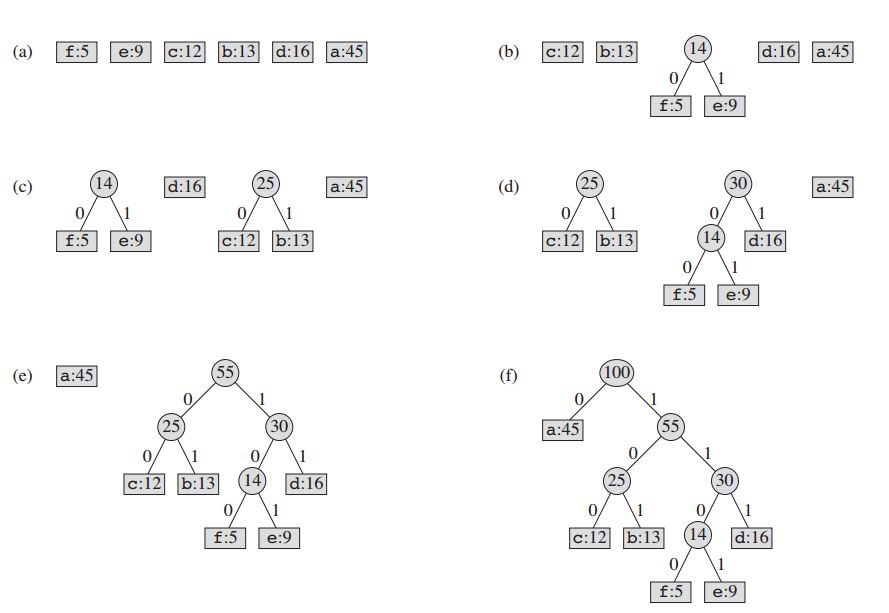 (a) f:5 e:9 c:12 b:13 d:16 a:45
(b) c:12 b:13 14 d:16 a:45
0 1
f:5 e:9
(c) 14 d:16 25 a:45
0 1 0 1
f:5 e:9 c:12 b:13
(d) 25 30 a:45
0 1 0 1
c:12 b:13 14 d:16
0 1
f:5 e:9
(e) a:45 55
0 1
25 30
0 1 0 1
c:12 b:13 14 d:16
0 1
f:5 e:9
(f) 100
0 1
a:45 55
0 1
25 30
0 1 0 1
c:12 b:13 14 d:16
0 1
f:5 e:9